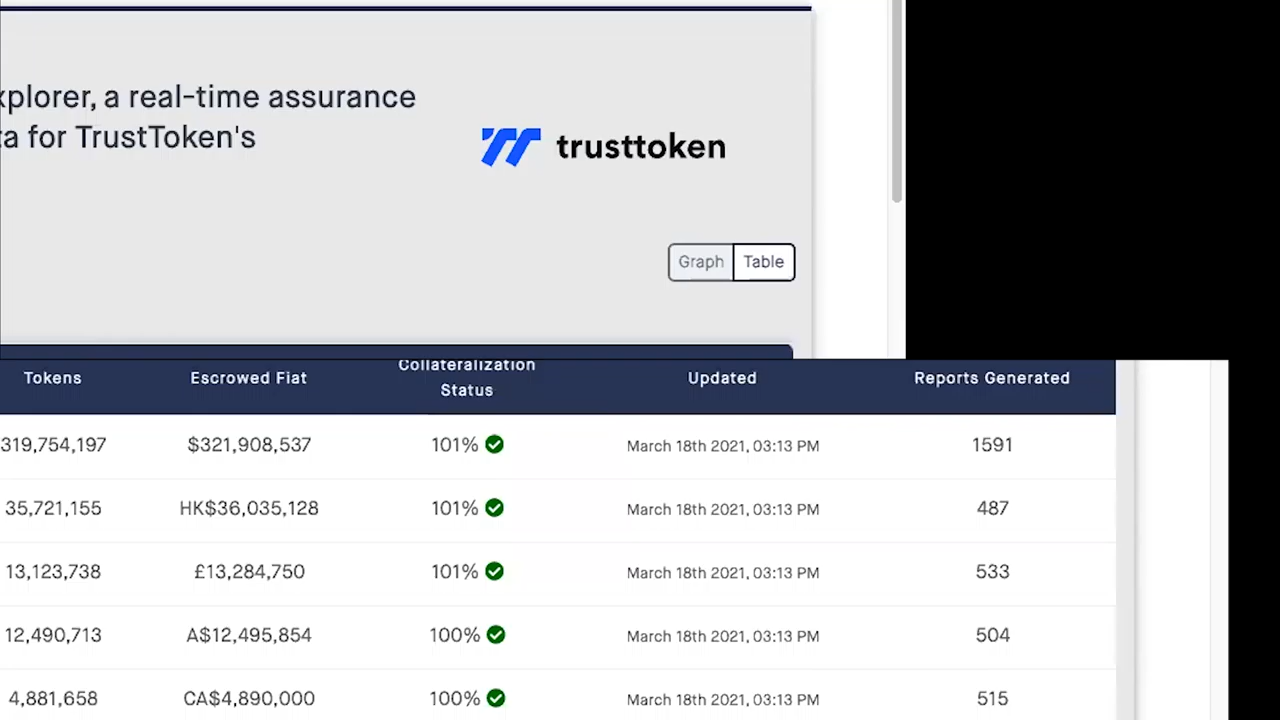 xplorer, a real-time assurance
ta for TrustToken's
trusttoken
Graph Table
Tokens Escrowed Fiat Collateralization Status Updated Reports Generated
319,754,197 $321,908,537 101% March 18th 2021, 03:13 PM 1591
35,721,155 HK$36,035,128 101% March 18th 2021, 03:13 PM 487
13,123,738 £13,284,750 101% March 18th 2021, 03:13 PM 533
12,490,713 A$12,495,854 100% March 18th 2021, 03:13 PM 504
4,881,658 CA$4,890,000 100% March 18th 2021, 03:13 PM 515